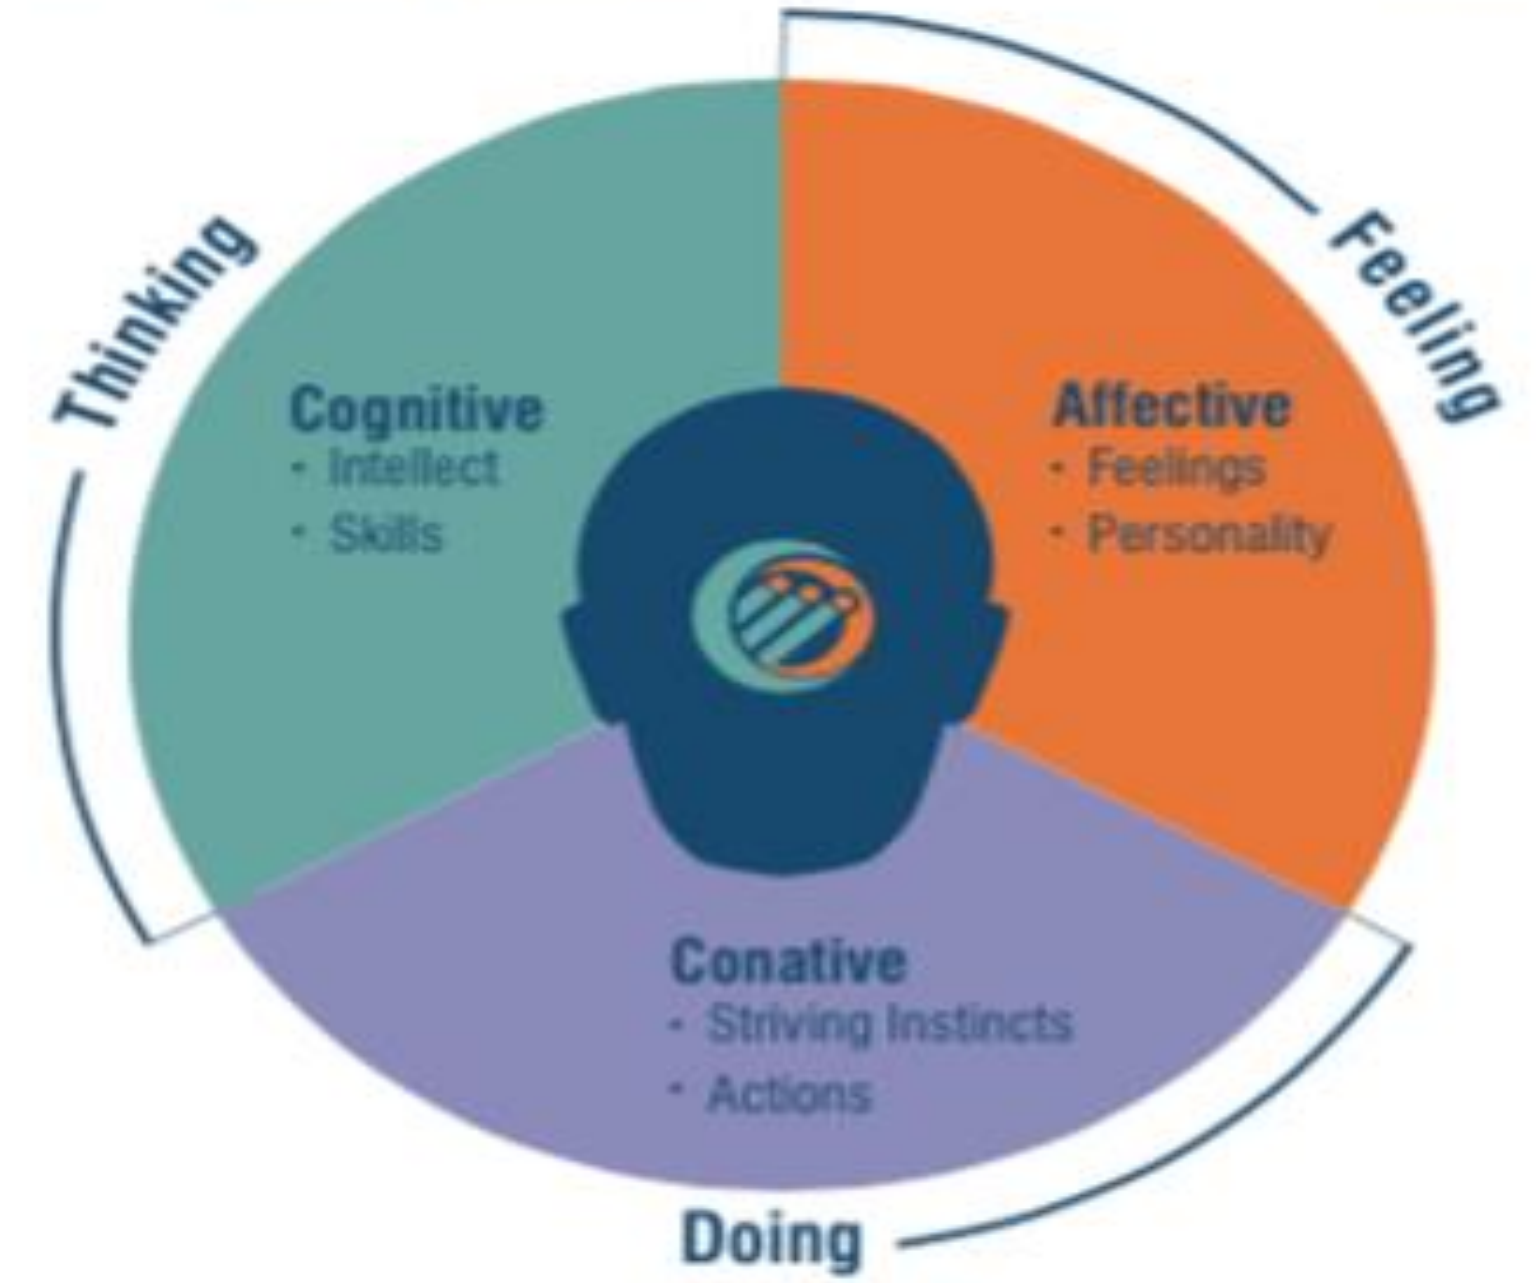 Thinking
Feeling
Cognitive
· Intellect
· Skills
Affective
· Feelings
· Personality
Conative
· Striving Instincts
· Actions
Doing